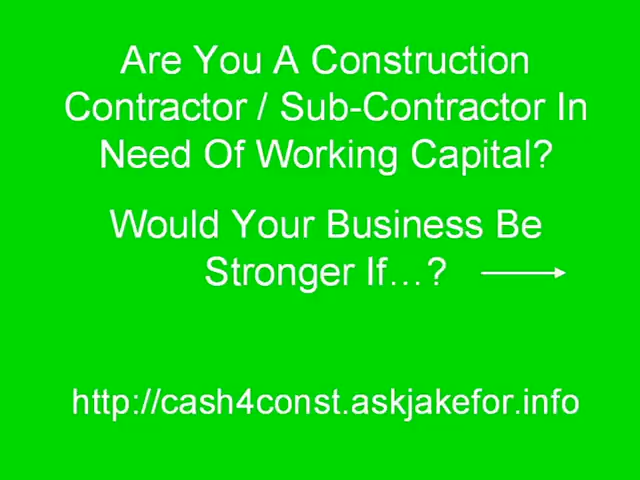 Are You A Construction
Contractor / Sub-Contractor In
Need Of Working Capital?
Would Your Business Be
Stronger If…?
http://cash4const.askjakefor.info